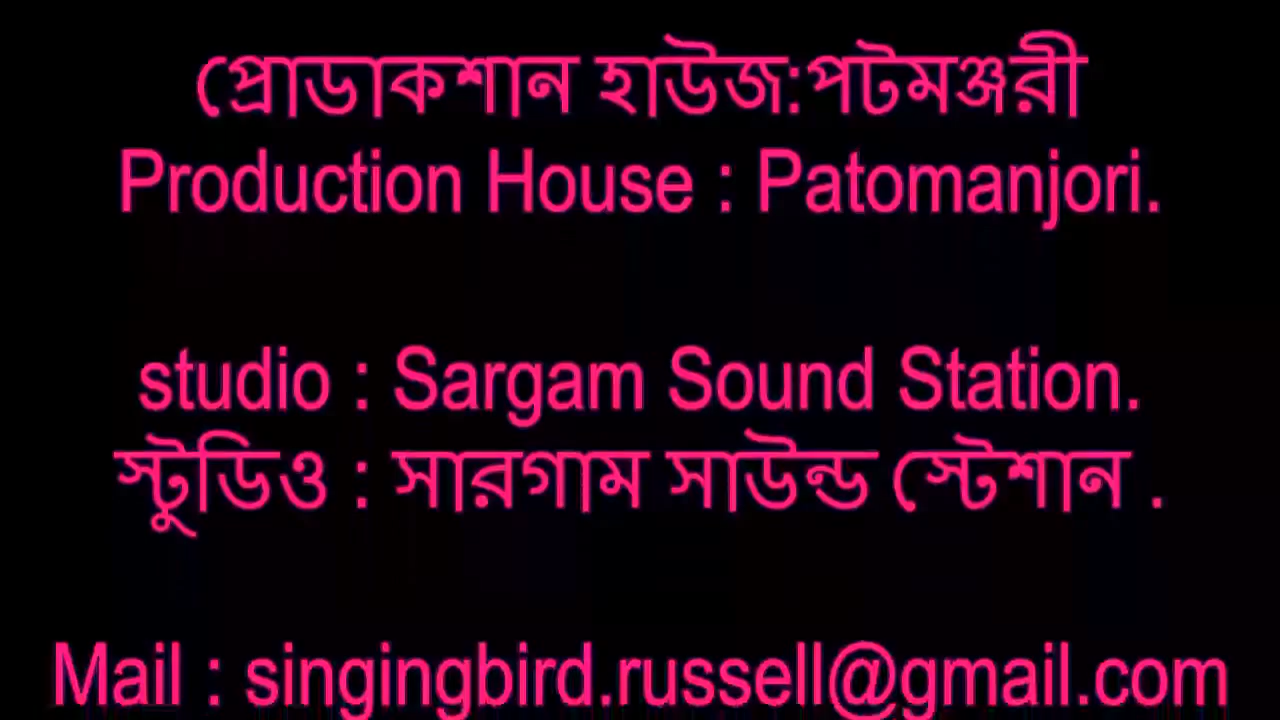 প্রোডাকশান হাউজ:পটমঞ্জরী
Production House : Patomanjori.
studio : Sargam Sound Station.
স্টুডিও : সারগাম সাউন্ড স্টেশান .
Mail : singingbird.russell@gmail.com